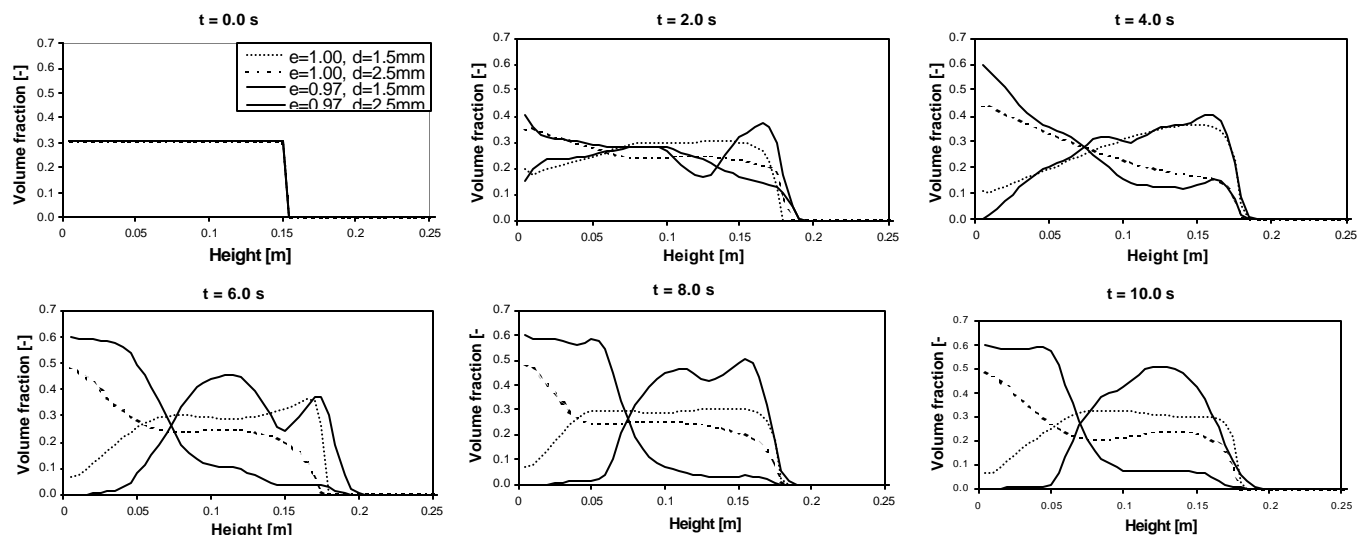 t = 0.0 s
0.7
0.6
0.5
0.4
0.3
0.2
0.1
0.0
Volume fraction [-]
e=1.00, d=1.5mm
e=1.00, d=2.5mm
e=0.97, d=1.5mm
e=0.97, d=2.5mm
0 0.05 0.1 0.15 0.2 0.25
Height [m]
t = 2.0 s
0.7
0.6
0.5
0.4
0.3
0.2
0.1
0.0
Volume fraction [-]
0 0.05 0.1 0.15 0.2 0.25
Height [m]
t = 4.0 s
0.7
0.6
0.5
0.4
0.3
0.2
0.1
0.0
Volume fraction [-]
0 0.05 0.1 0.15 0.2 0.25
Height [m]
t = 6.0 s
0.7
0.6
0.5
0.4
0.3
0.2
0.1
0.0
Volume fraction [-
0 0.05 0.1 0.15 0.2 0.25
Height [m]
t = 8.0 s
0.7
0.6
0.5
0.4
0.3
0.2
0.1
0.0
Volume fraction [-
0 0.05 0.1 0.15 0.2 0.25
Height [m]
t = 10.0 s
0.7
0.6
0.5
0.4
0.3
0.2
0.1
0.0
Volume fraction [-
0 0.05 0.1 0.15 0.2 0.25
Height [m]